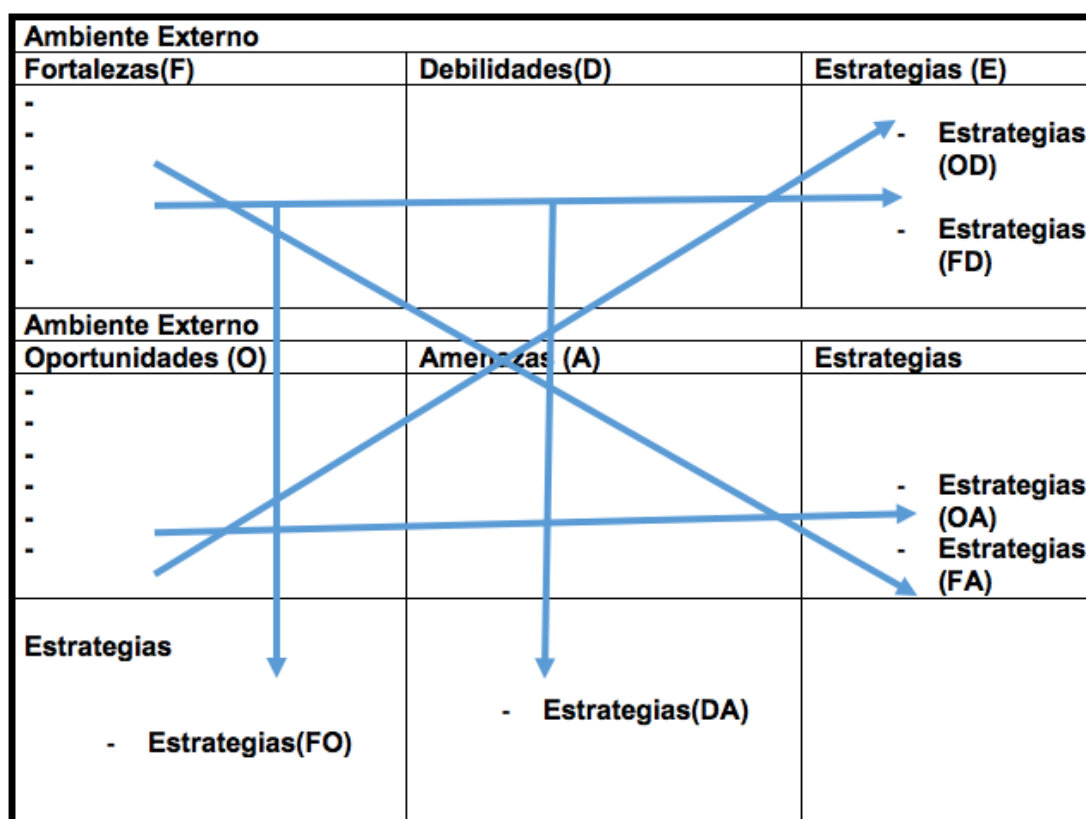 Ambiente Externo
Fortalezas(F) Debilidades(D) Estrategias (E)
-
- - Estrategias
- (OD)
-
- - Estrategias
- (FD)
Ambiente Externo
Oportunidades (O) Amenazas (A) Estrategias
-
-
-
- - Estrategias
- (OA)
- - Estrategias
(FA)
Estrategias
- Estrategias(DA)
- Estrategias(FO)